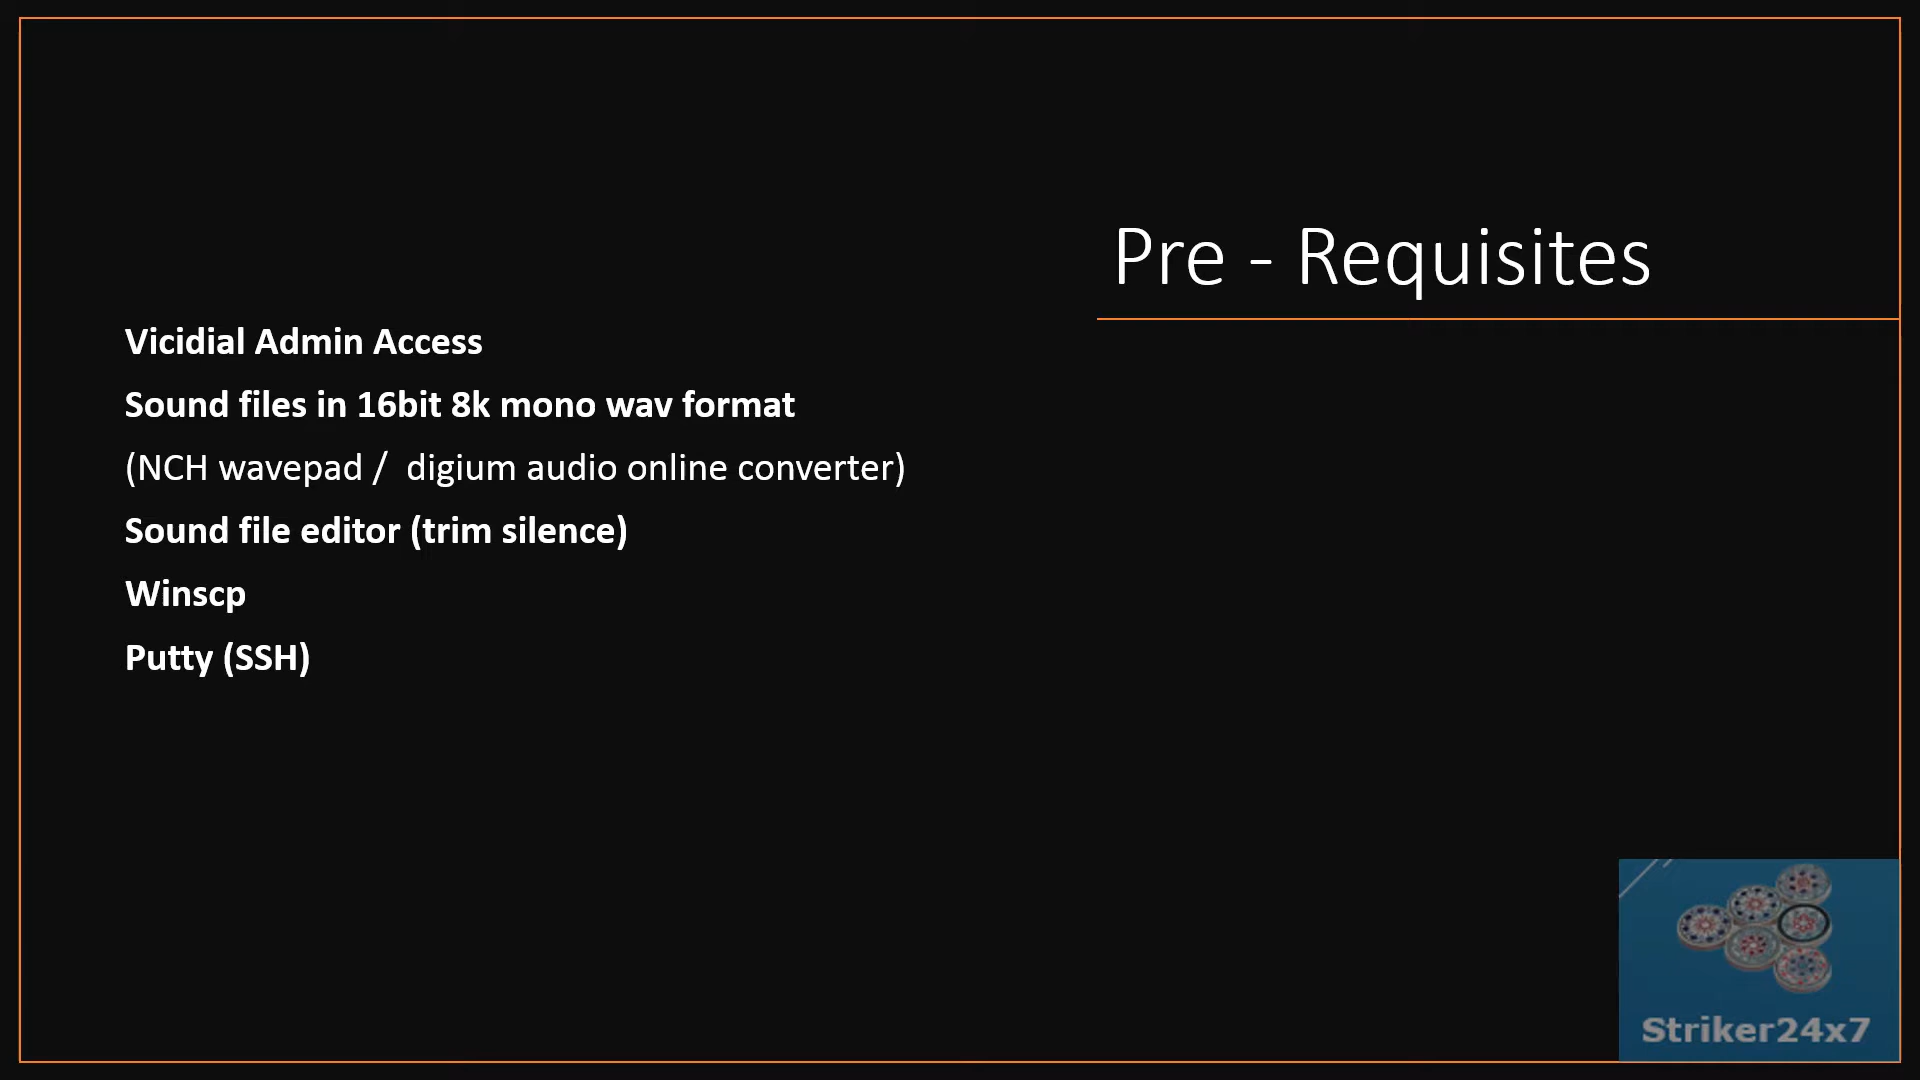 Pre - Requisites
Vicidial Admin Access
Sound files in 16bit 8k mono wav format
(NCH wavepad / digium audio online converter)
Sound file editor (trim silence)
Winscp
Putty (SSH)
Striker24x7